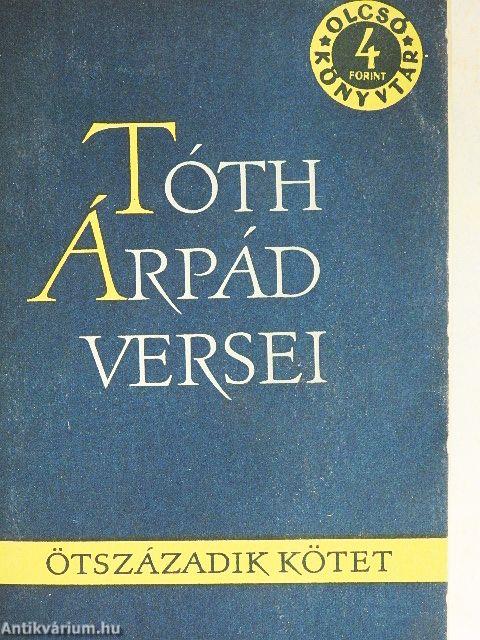 OLCSÓ
4
FORINT
KÖNYVTÁR
TÓTH
ÁRPÁD
VERSEI
ÖTSZÁZADIK KÖTET
Antikvárium.hu